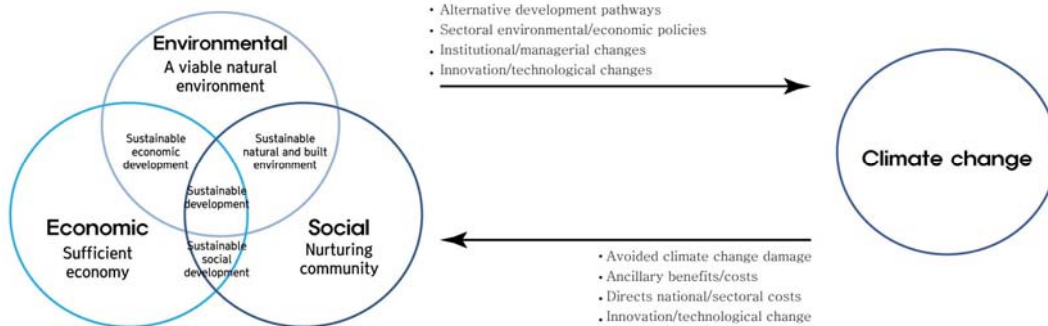 Environmental
A viable natural
environment
Sustainable
economic
development
Sustainable
natural and built
environment
Sustainable
development
Economic
Sufficient
economy
Sustainable
social
development
Social
Nurturing
community
• Alternative development pathways
• Sectoral environmental/economic policies
• Institutional/managerial changes
• Innovation/technological changes
Climate change
• Avoided climate change damage
• Ancillary benefits/costs
• Directs national/sectoral costs
• Innovation/technological change